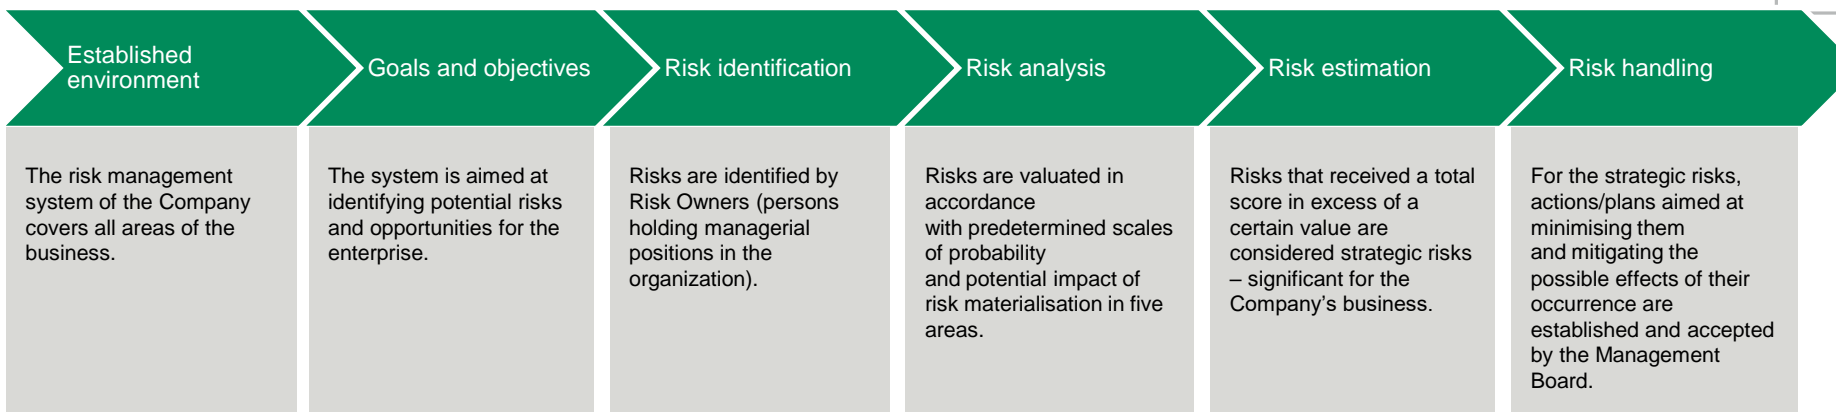 Established
environment
Goals and objectives
Risk identification
Risk analysis
Risk estimation
Risk handling
The risk management
system of the Company
covers all areas of the
business.
The system is aimed at
identifying potential risks
and opportunities for the
enterprise.
Risks are identified by
Risk Owners (persons
holding managerial
positions in the
organization).
Risks are valuated in
accordance
with predetermined scales
of probability
and potential impact of
risk materialisation in five
areas.
Risks that received a total
score in excess of a
certain value are
considered strategic risks
– significant for the
Company’s business.
For the strategic risks,
actions/plans aimed at
minimising them
and mitigating the
possible effects of their
occurrence are
established and accepted
by the Management
Board.